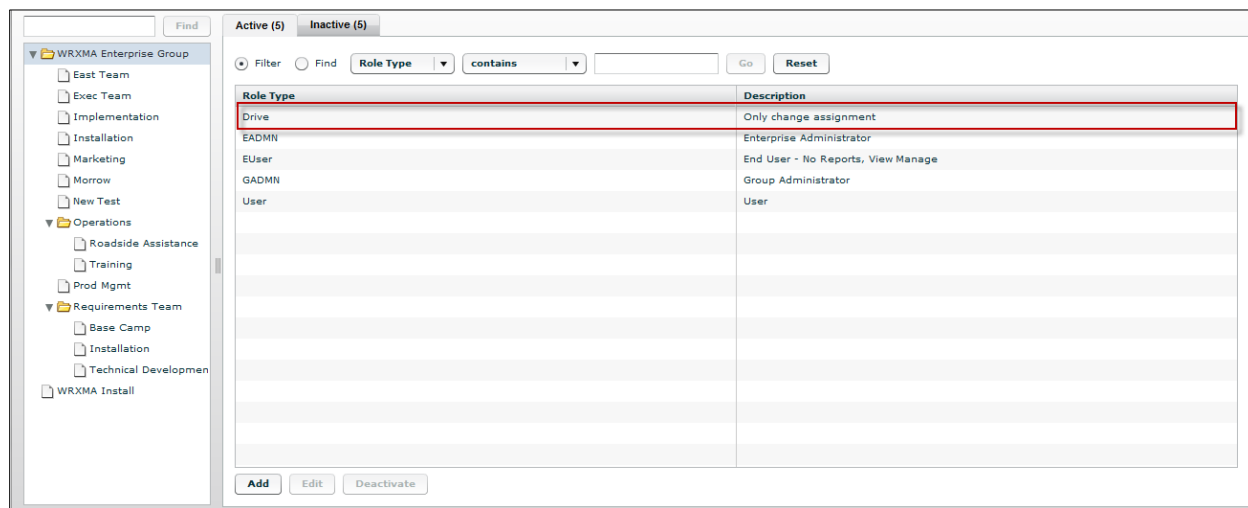 Find
WRXMA Enterprise Group
East Team
Exec Team
Implementation
Installation
Marketing
Morrow
New Test
Operations
Roadside Assistance
Training
Prod Mgmt
Requirements Team
Base Camp
Installation
Technical Developmen
WRXMA Install
Active (5) Inactive (5)
Filter Find Role Type contains Go Reset
Role Type Description
Drive Only change assignment
EADMN Enterprise Administrator
EUser End User - No Reports, View Manage
GADMN Group Administrator
User User
Add Edit Deactivate